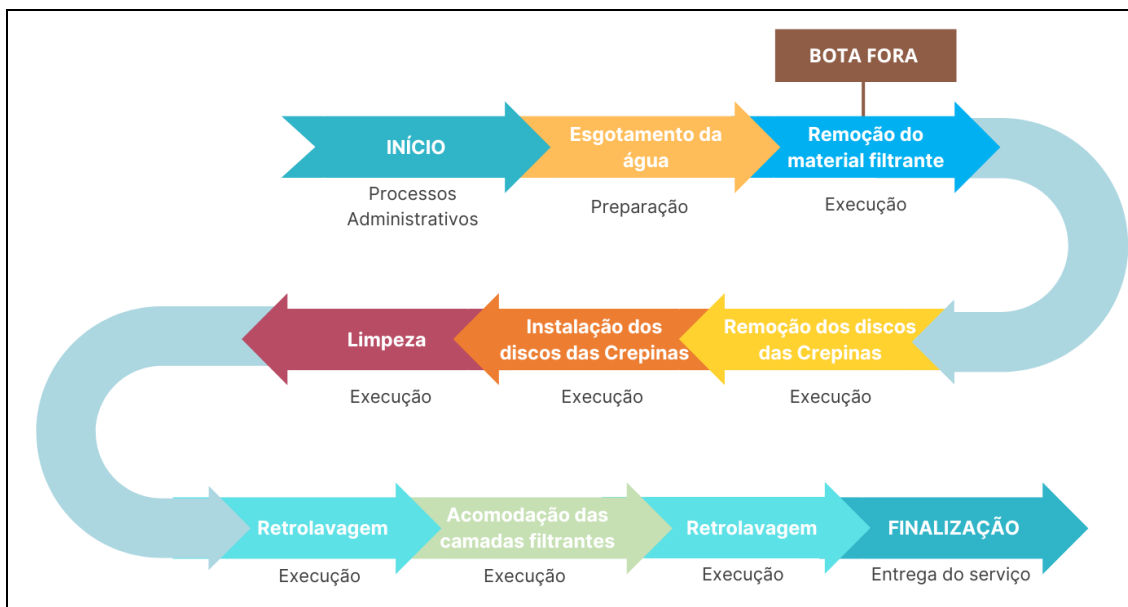 BOTA FORA
INÍCIO
Processos
Administrativos
Esgotamento da
água
Preparação
Remoção do
material filtrante
Execução
Remoção dos discos
das Crepinas
Execução
Instalação dos
discos das Crepinas
Execução
Limpeza
Execução
Retrolavagem
Execução
Acomodação das
camadas filtrantes
Execução
Retrolavagem
Execução
FINALIZAÇÃO
Entrega do serviço